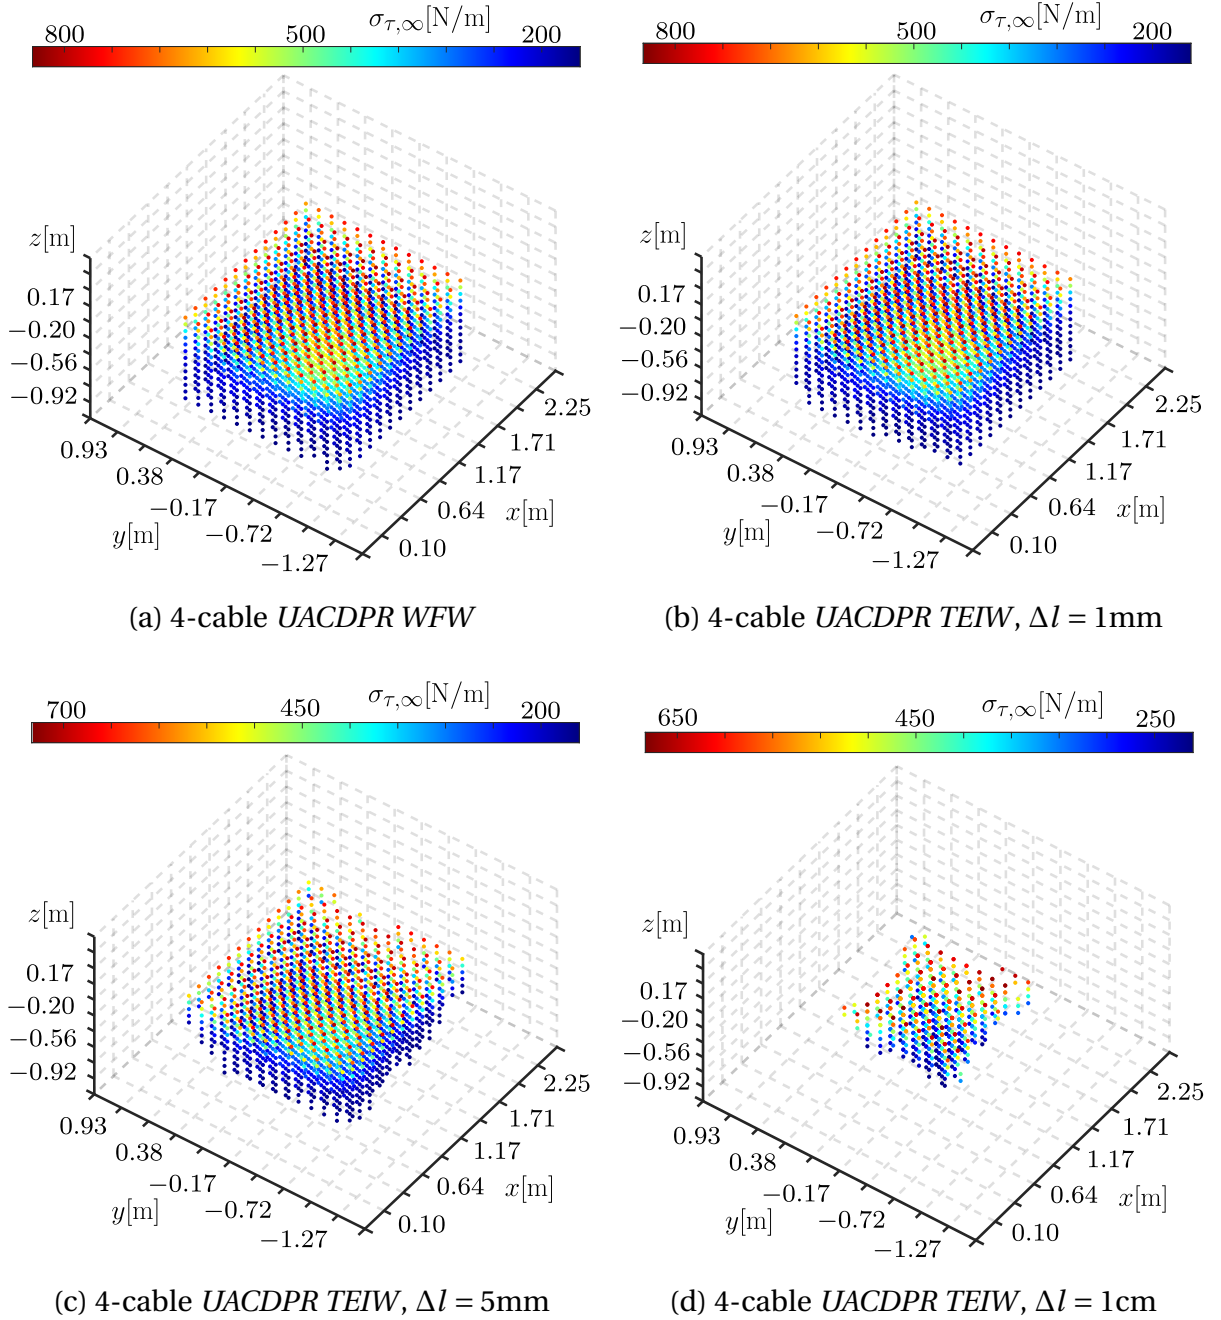 σ_{τ,∞}[N/m]
800 500 200
z[m]
0.17
−0.20
−0.56
−0.92
0.93
0.38
−0.17
−0.72
−1.27
y[m]
2.25
1.71
1.17
0.64
0.10
x[m]
(a) 4-cable UACDPR WFW
σ_{τ,∞}[N/m]
800 500 200
z[m]
0.17
−0.20
−0.56
−0.92
0.93
0.38
−0.17
−0.72
−1.27
y[m]
2.25
1.71
1.17
0.64
0.10
x[m]
(b) 4-cable UACDPR TEIW, Δl = 1mm
σ_{τ,∞}[N/m]
700 450 200
z[m]
0.17
−0.20
−0.56
−0.92
0.93
0.38
−0.17
−0.72
−1.27
y[m]
2.25
1.71
1.17
0.64
0.10
x[m]
(c) 4-cable UACDPR TEIW, Δl = 5mm
σ_{τ,∞}[N/m]
650 450 250
z[m]
0.17
−0.20
−0.56
−0.92
0.93
0.38
−0.17
−0.72
−1.27
y[m]
2.25
1.71
1.17
0.64
0.10
x[m]
(d) 4-cable UACDPR TEIW, Δl = 1cm